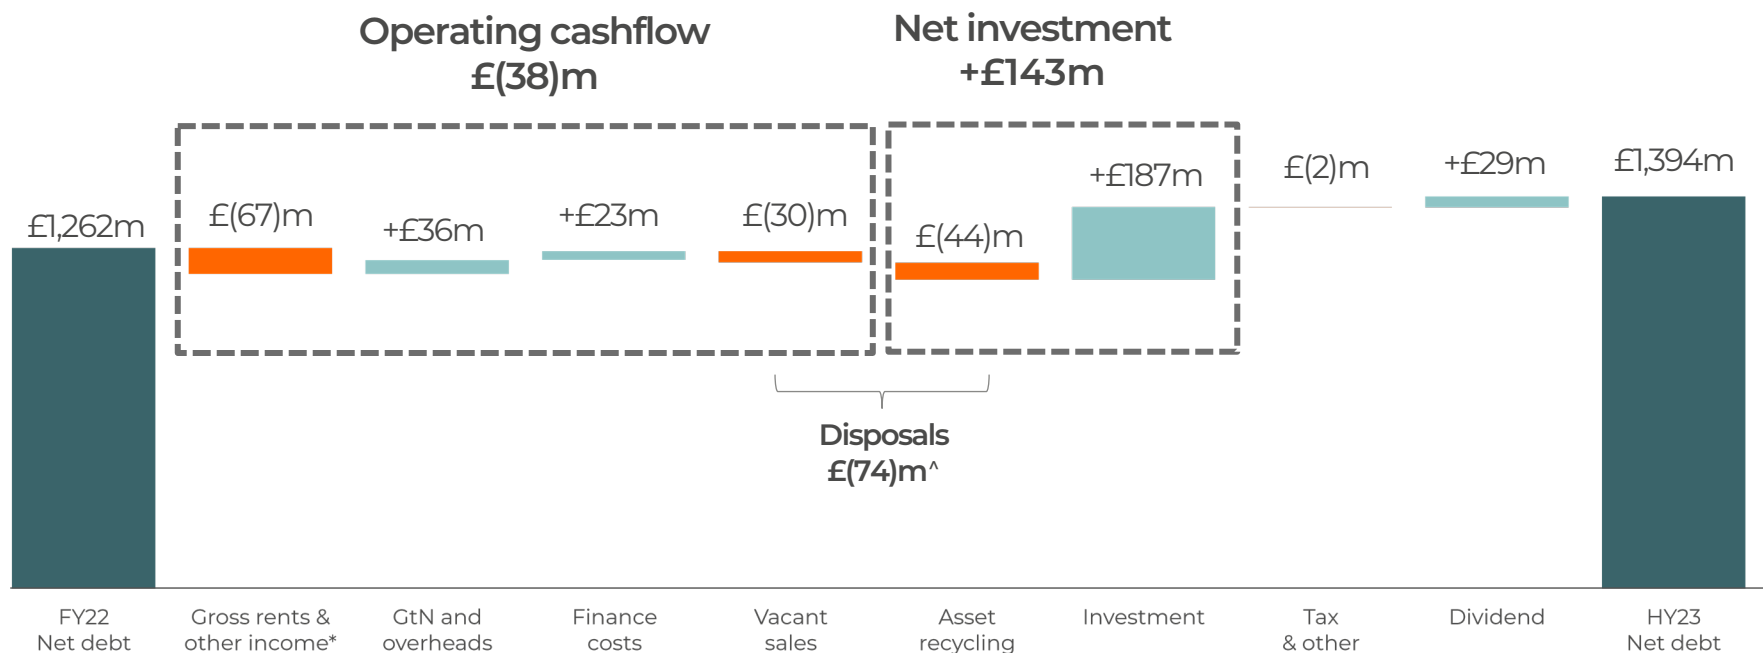 Operating cashflow
£(38)m
Net investment
+£143m
£1,262m
£(67)m
+£36m
+£23m
£(30)m
£(44)m
+£187m
£(2)m
+£29m
£1,394m
Disposals
£(74)m^
FY22
Net debt
Gross rents &
other income*
GtN and
overheads
Finance
costs
Vacant
sales
Asset
recycling
Investment
Tax
& other
Dividend
HY23
Net debt